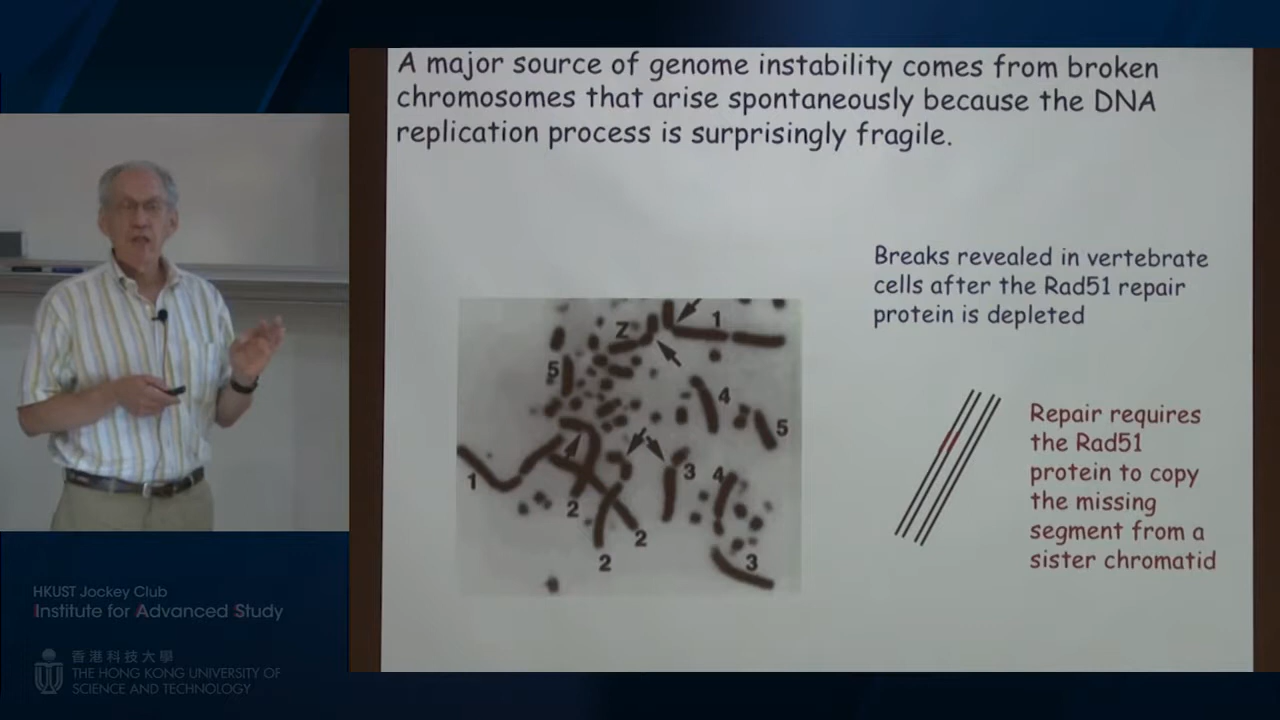 A major source of genome instability comes from broken
chromosomes that arise spontaneously because the DNA
replication process is surprisingly fragile.
Breaks revealed in vertebrate
cells after the Rad51 repair
protein is depleted
Z
1
5
4
5
4
1
3
4
2
2
2
3
Repair requires
the Rad51
protein to copy
the missing
segment from a
sister chromatid
HKUST Jockey Club
Institute for Advanced Study
香港科技大學
THE HONG KONG UNIVERSITY OF
SCIENCE AND TECHNOLOGY